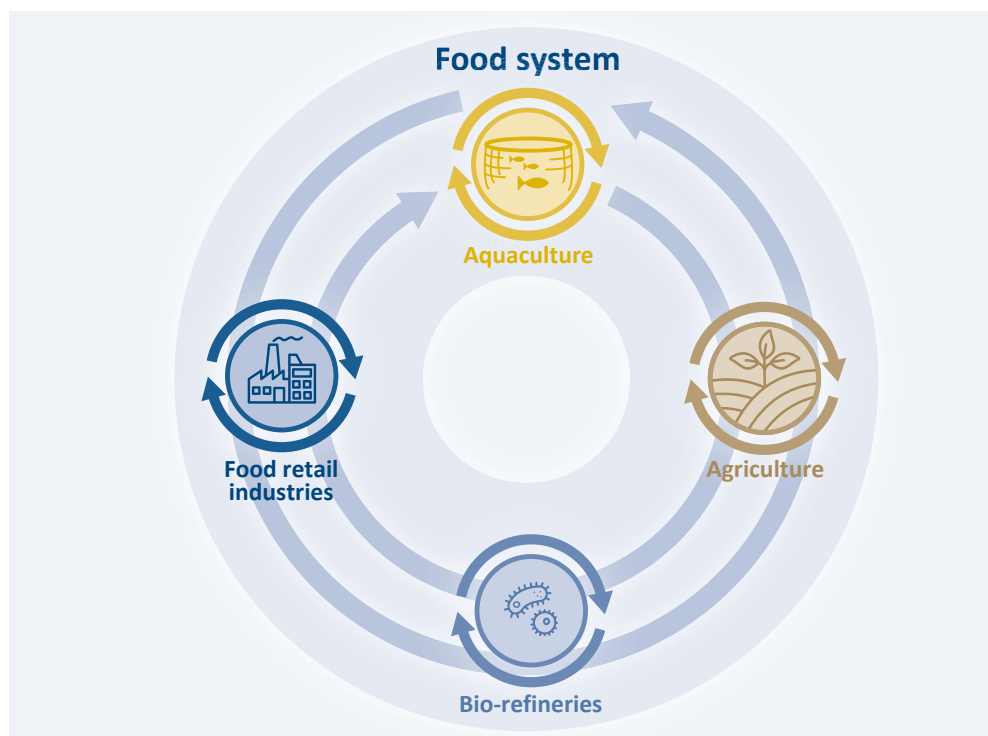 Food system
Aquaculture
Food retail
industries
Agriculture
Bio-refineries